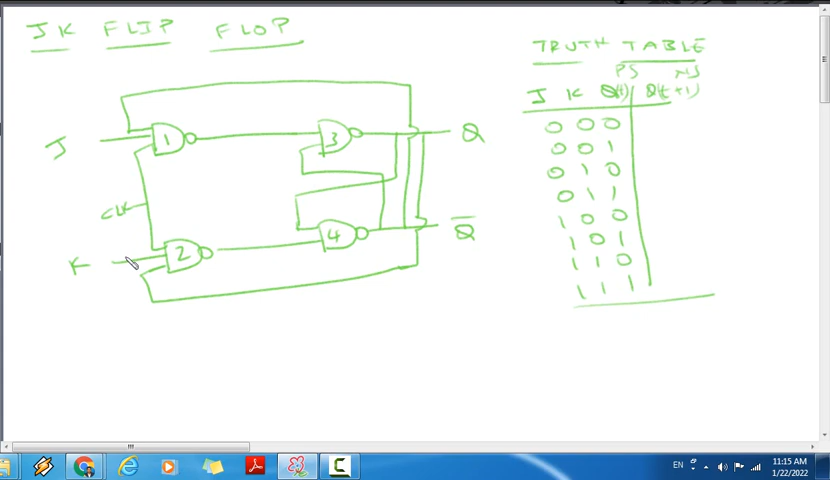 JK FLIP FLOP
J
CLK
K
1
2
3
4
Q
Q̅
TRUTH TABLE
PS NS
J K Q(t) Q(t+1)
0 0 0
0 0 1
0 1 0
0 1 1
1 0 0
1 0 1
1 1 0
1 1 1
EN
11:15 AM
1/22/2022